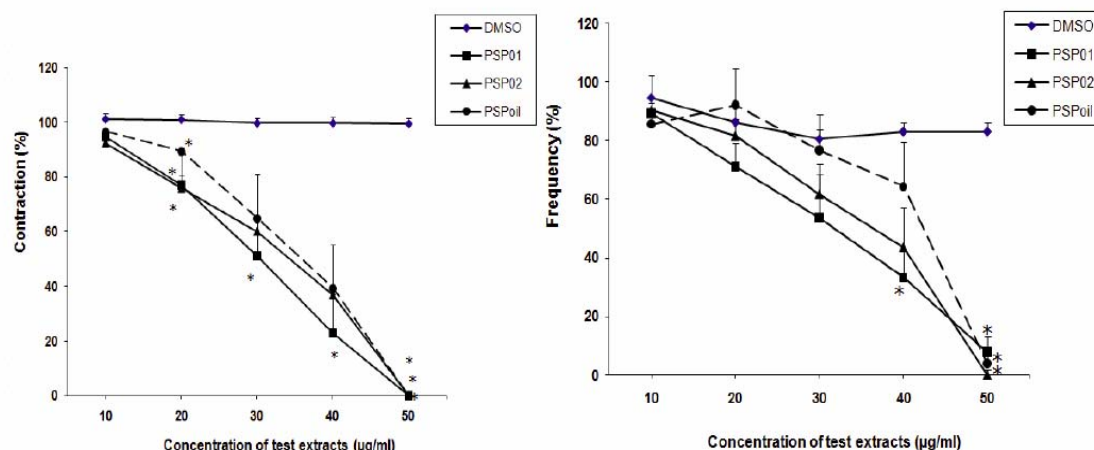 DMSO
PSP01
PSP02
PSPoil
120
100
80
60
40
20
0
Contraction (%)
*
*
*
*
*
*
*
*
10 20 30 40 50
Concentration of test extracts (µg/ml)
DMSO
PSP01
PSP02
PSPoil
120
100
80
60
40
20
0
Frequency (%)
*
*
*
*
10 20 30 40 50
Concentration of test extracts (µg/ml)